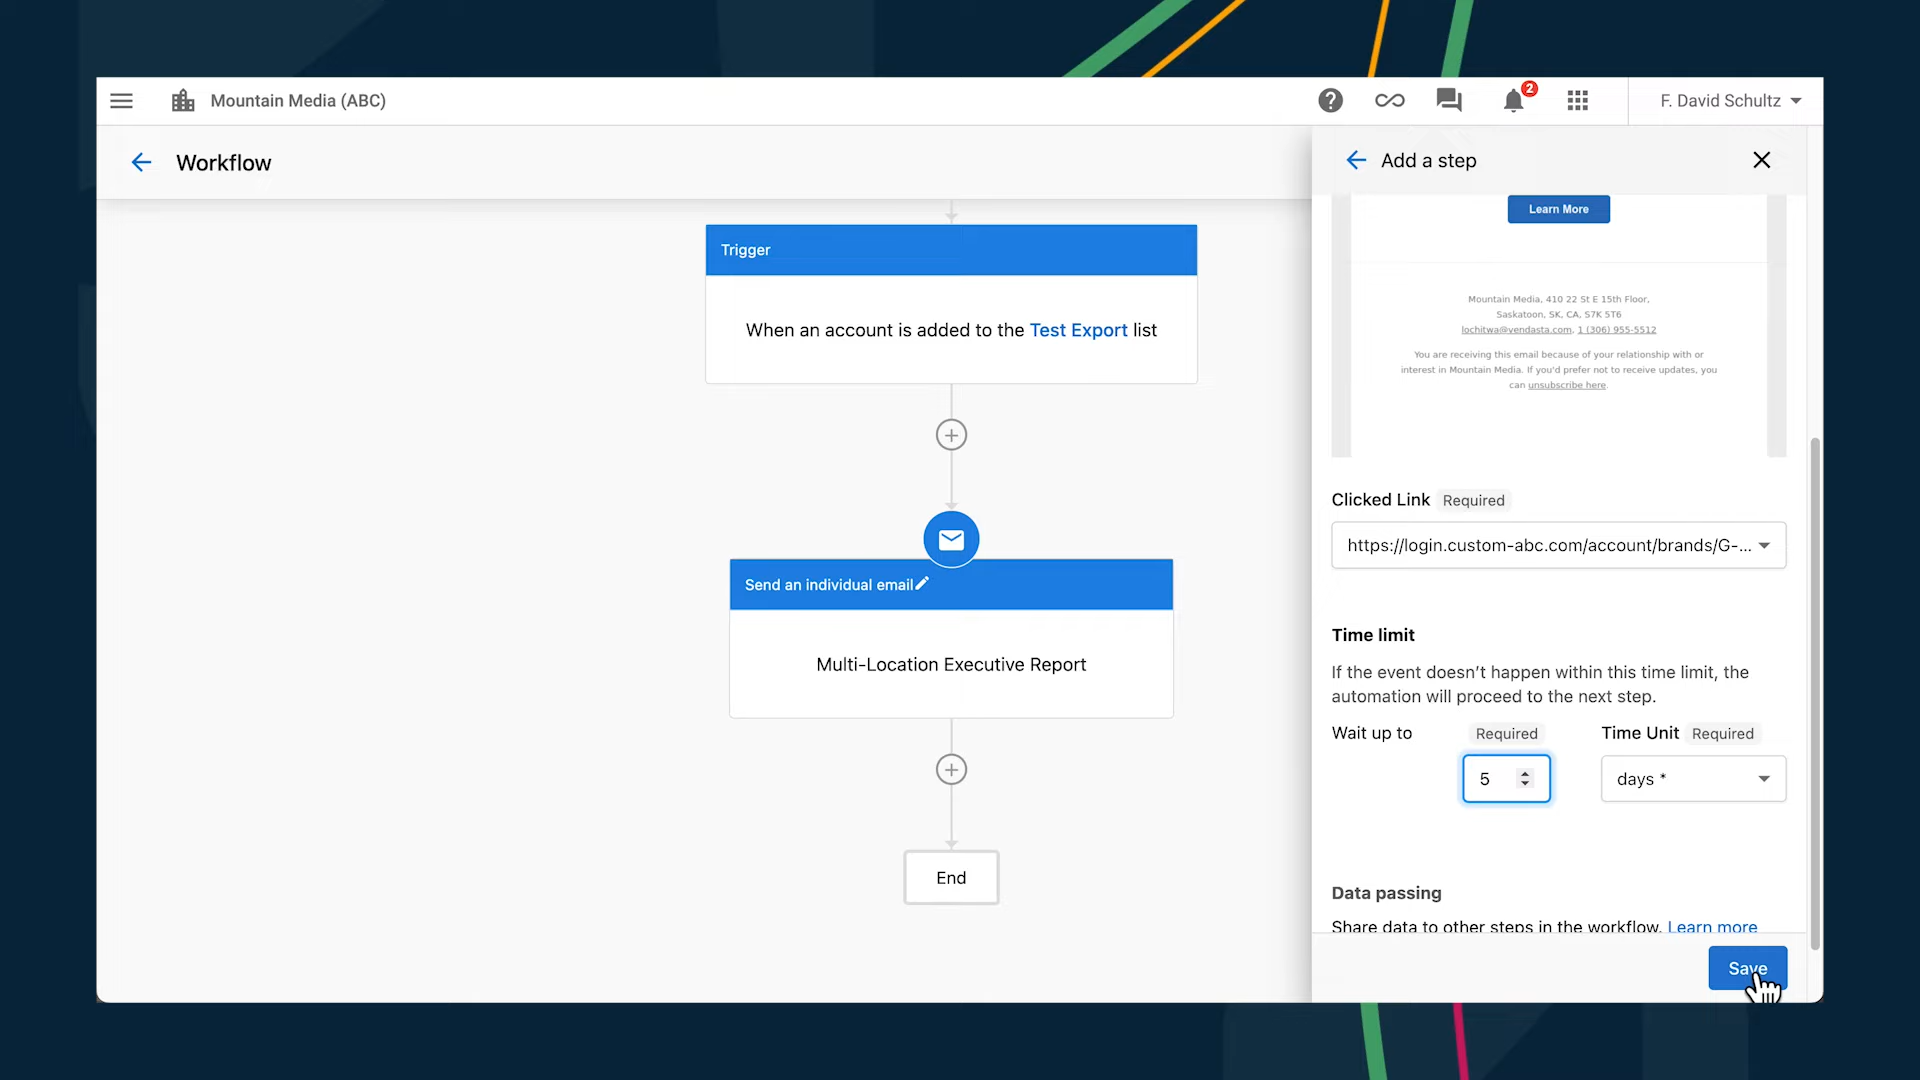 Mountain Media (ABC)
2
F. David Schultz
Workflow
Trigger
When an account is added to the Test Export list
Send an individual email
Multi-Location Executive Report
End
Add a step
Learn More
Mountain Media, 410 22 St E 15th Floor,
Saskatoon, SK, CA, S7K 5T6
lochitwa@vendasta.com, 1 (306) 955-5512
You are receiving this email because of your relationship with or
interest in Mountain Media. If you'd prefer not to receive updates, you
can unsubscribe here.
Clicked Link Required
https://login.custom-abc.com/account/brands/G-...
Time limit
If the event doesn't happen within this time limit, the
automation will proceed to the next step.
Wait up to Required Time Unit Required
5 days *
Data passing
Share data to other steps in the workflow. Learn more
Save